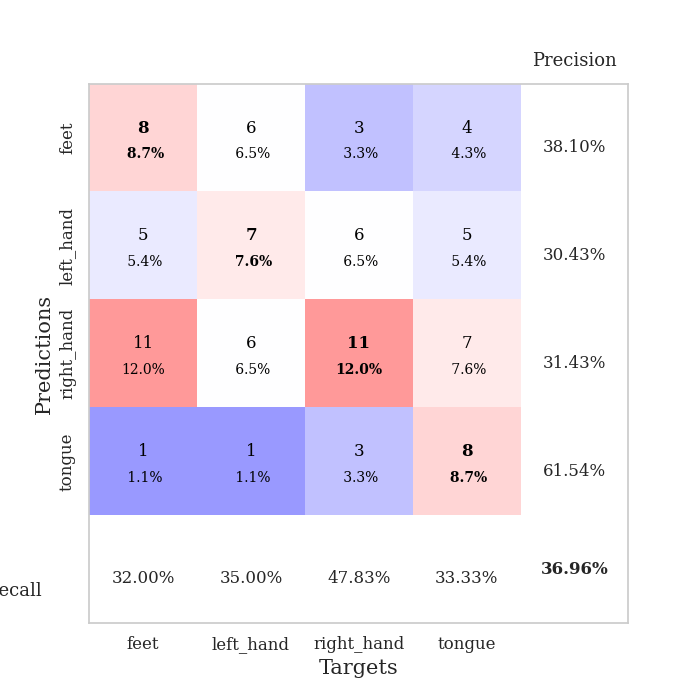 Precision
feet
8 6 3 4 38.10%
8.7% 6.5% 3.3% 4.3%
left_hand
5 7 6 5 30.43%
5.4% 7.6% 6.5% 5.4%
right_hand
11 6 11 7 31.43%
12.0% 6.5% 12.0% 7.6%
tongue
1 1 3 8 61.54%
1.1% 1.1% 3.3% 8.7%
Predictions
ecall 32.00% 35.00% 47.83% 33.33% 36.96%
feet left_hand right_hand tongue
Targets